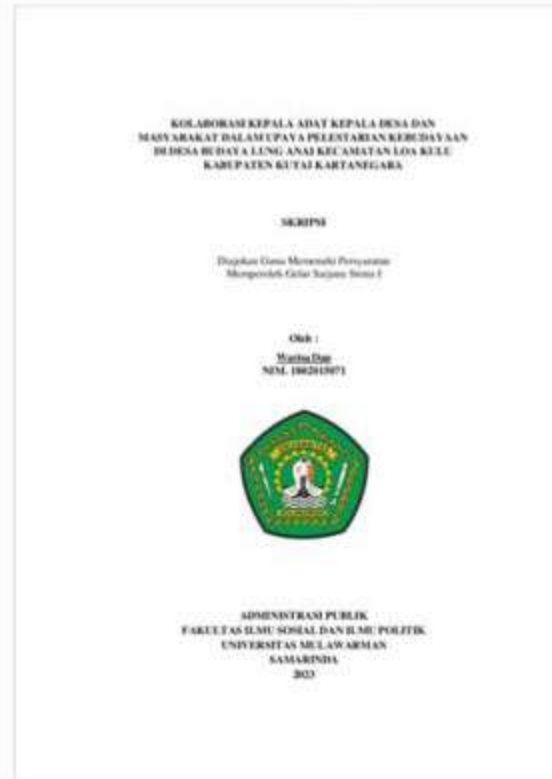 KOLABORASI KEPALA ADAT KEPALA DESA DAN
MASYARAKAT DALAM UPAYA PELESTARIAN KEBUDAYAAN
DI DESA BUDAYA LUNG ANAI KECAMATAN LOA KULU
KABUPATEN KUTAI KARTANEGARA
SKRIPSI
Diajukan Guna Memenuhi Persyaratan
Memperoleh Gelar Sarjana Strata I
Oleh :
NIM. 1802015071
ADMINISTRASI PUBLIK
FAKULTAS ILMU SOSIAL DAN ILMU POLITIK
UNIVERSITAS MULAWARMAN
SAMARINDA
2023